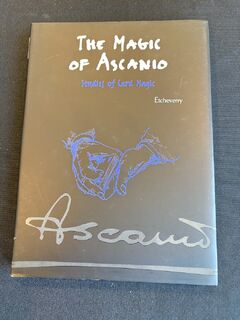 THE MAGIC
OF ASCANIO
Studies of Card Magic
Etcheverry
Ascanio